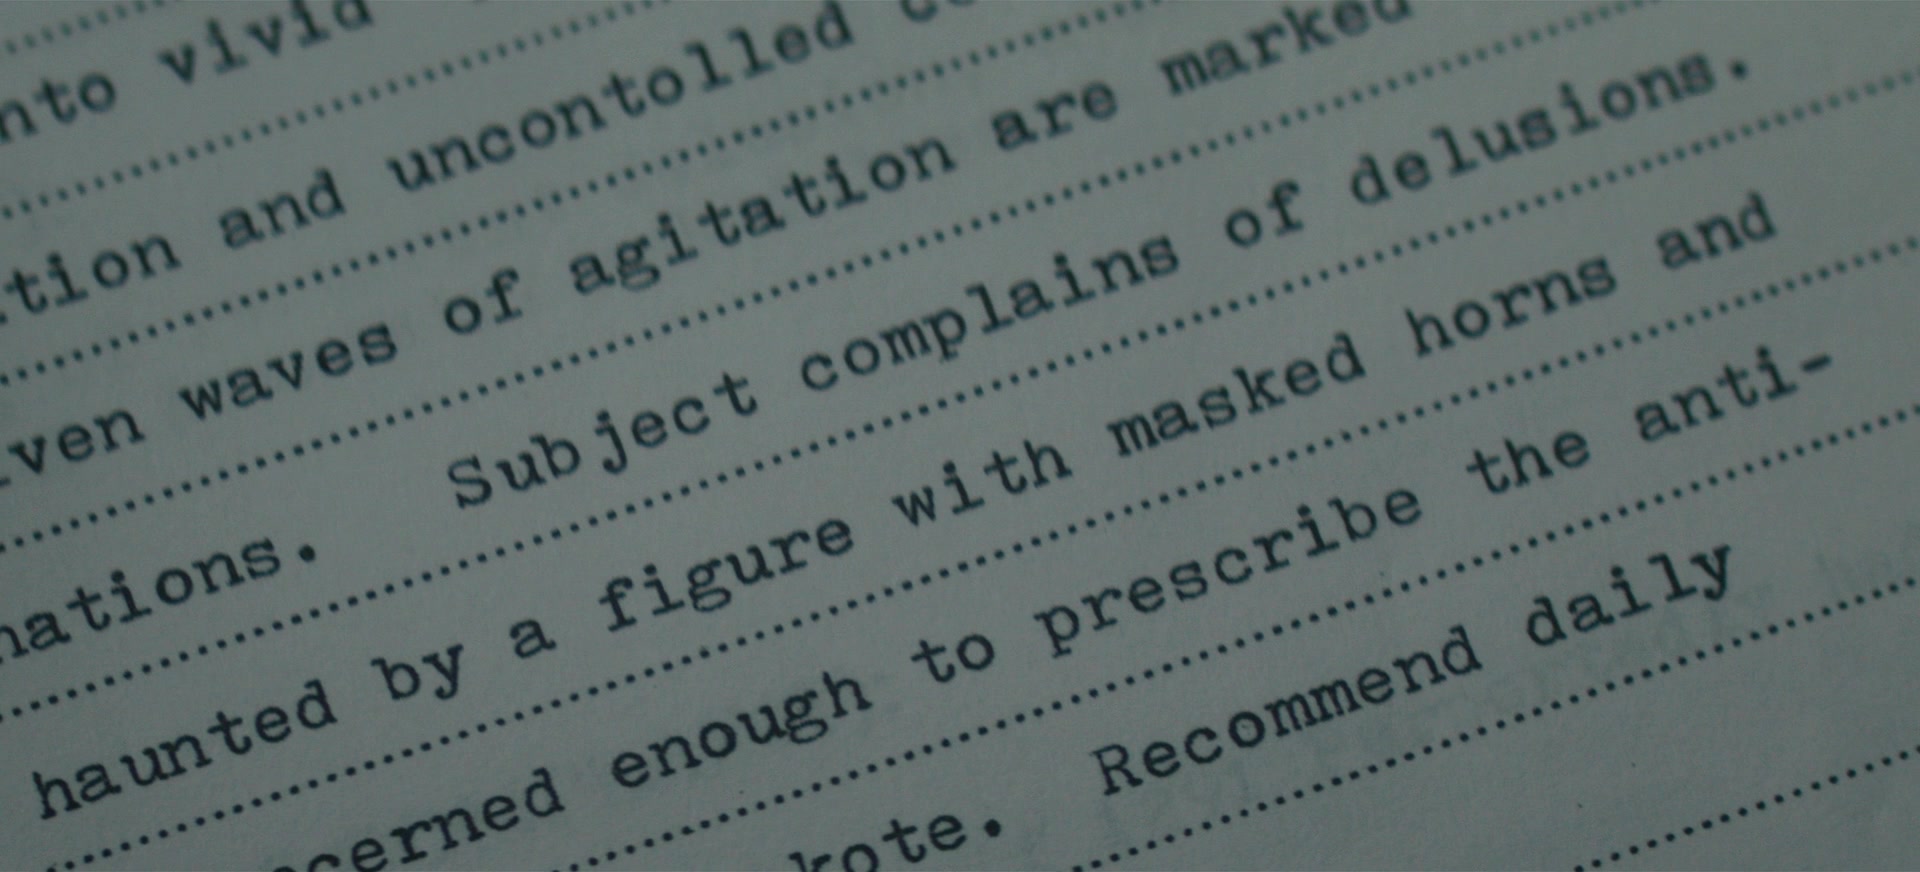 nto vivid
tion and uncontolled
ven waves of agitation are marked
nations. Subject complains of delusions.
haunted by a figure with masked horns and
cerned enough to prescribe the anti-
kote. Recommend daily